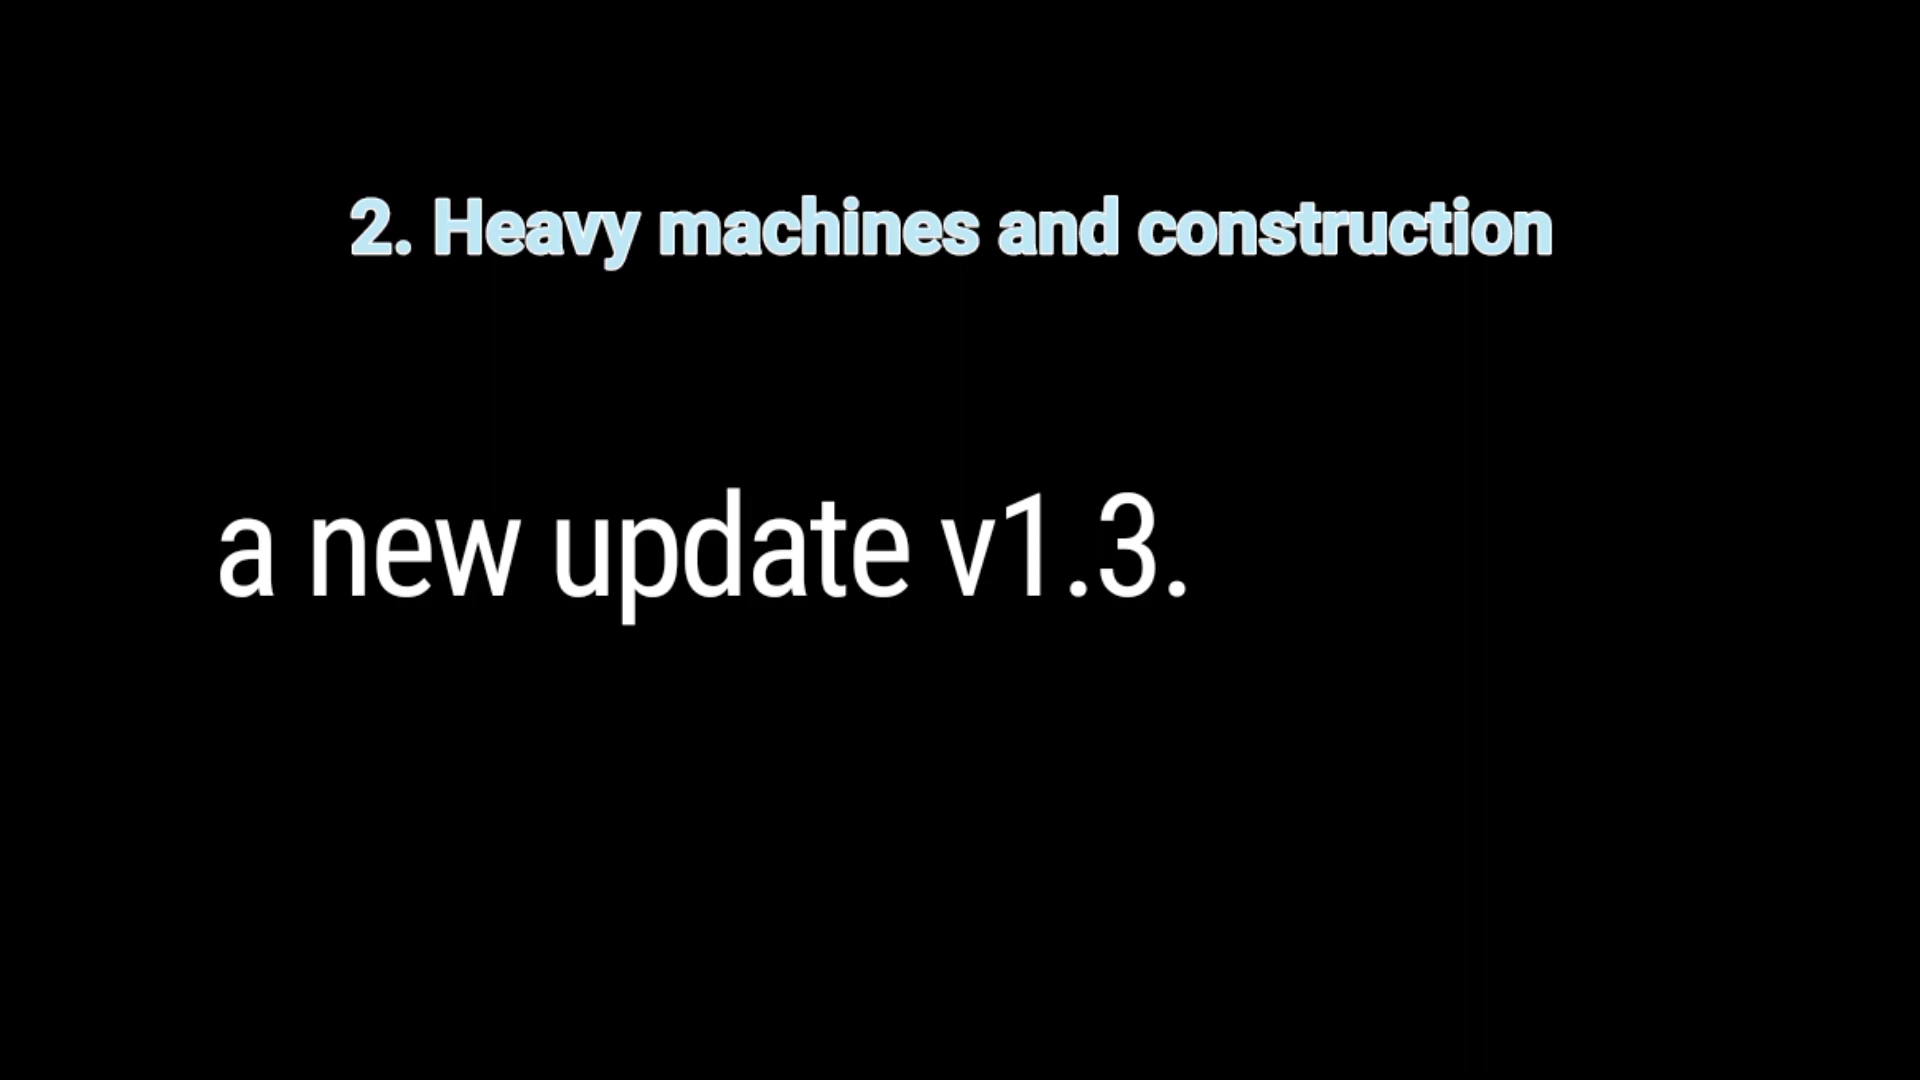 2. Heavy machines and construction
a new update v1.3.